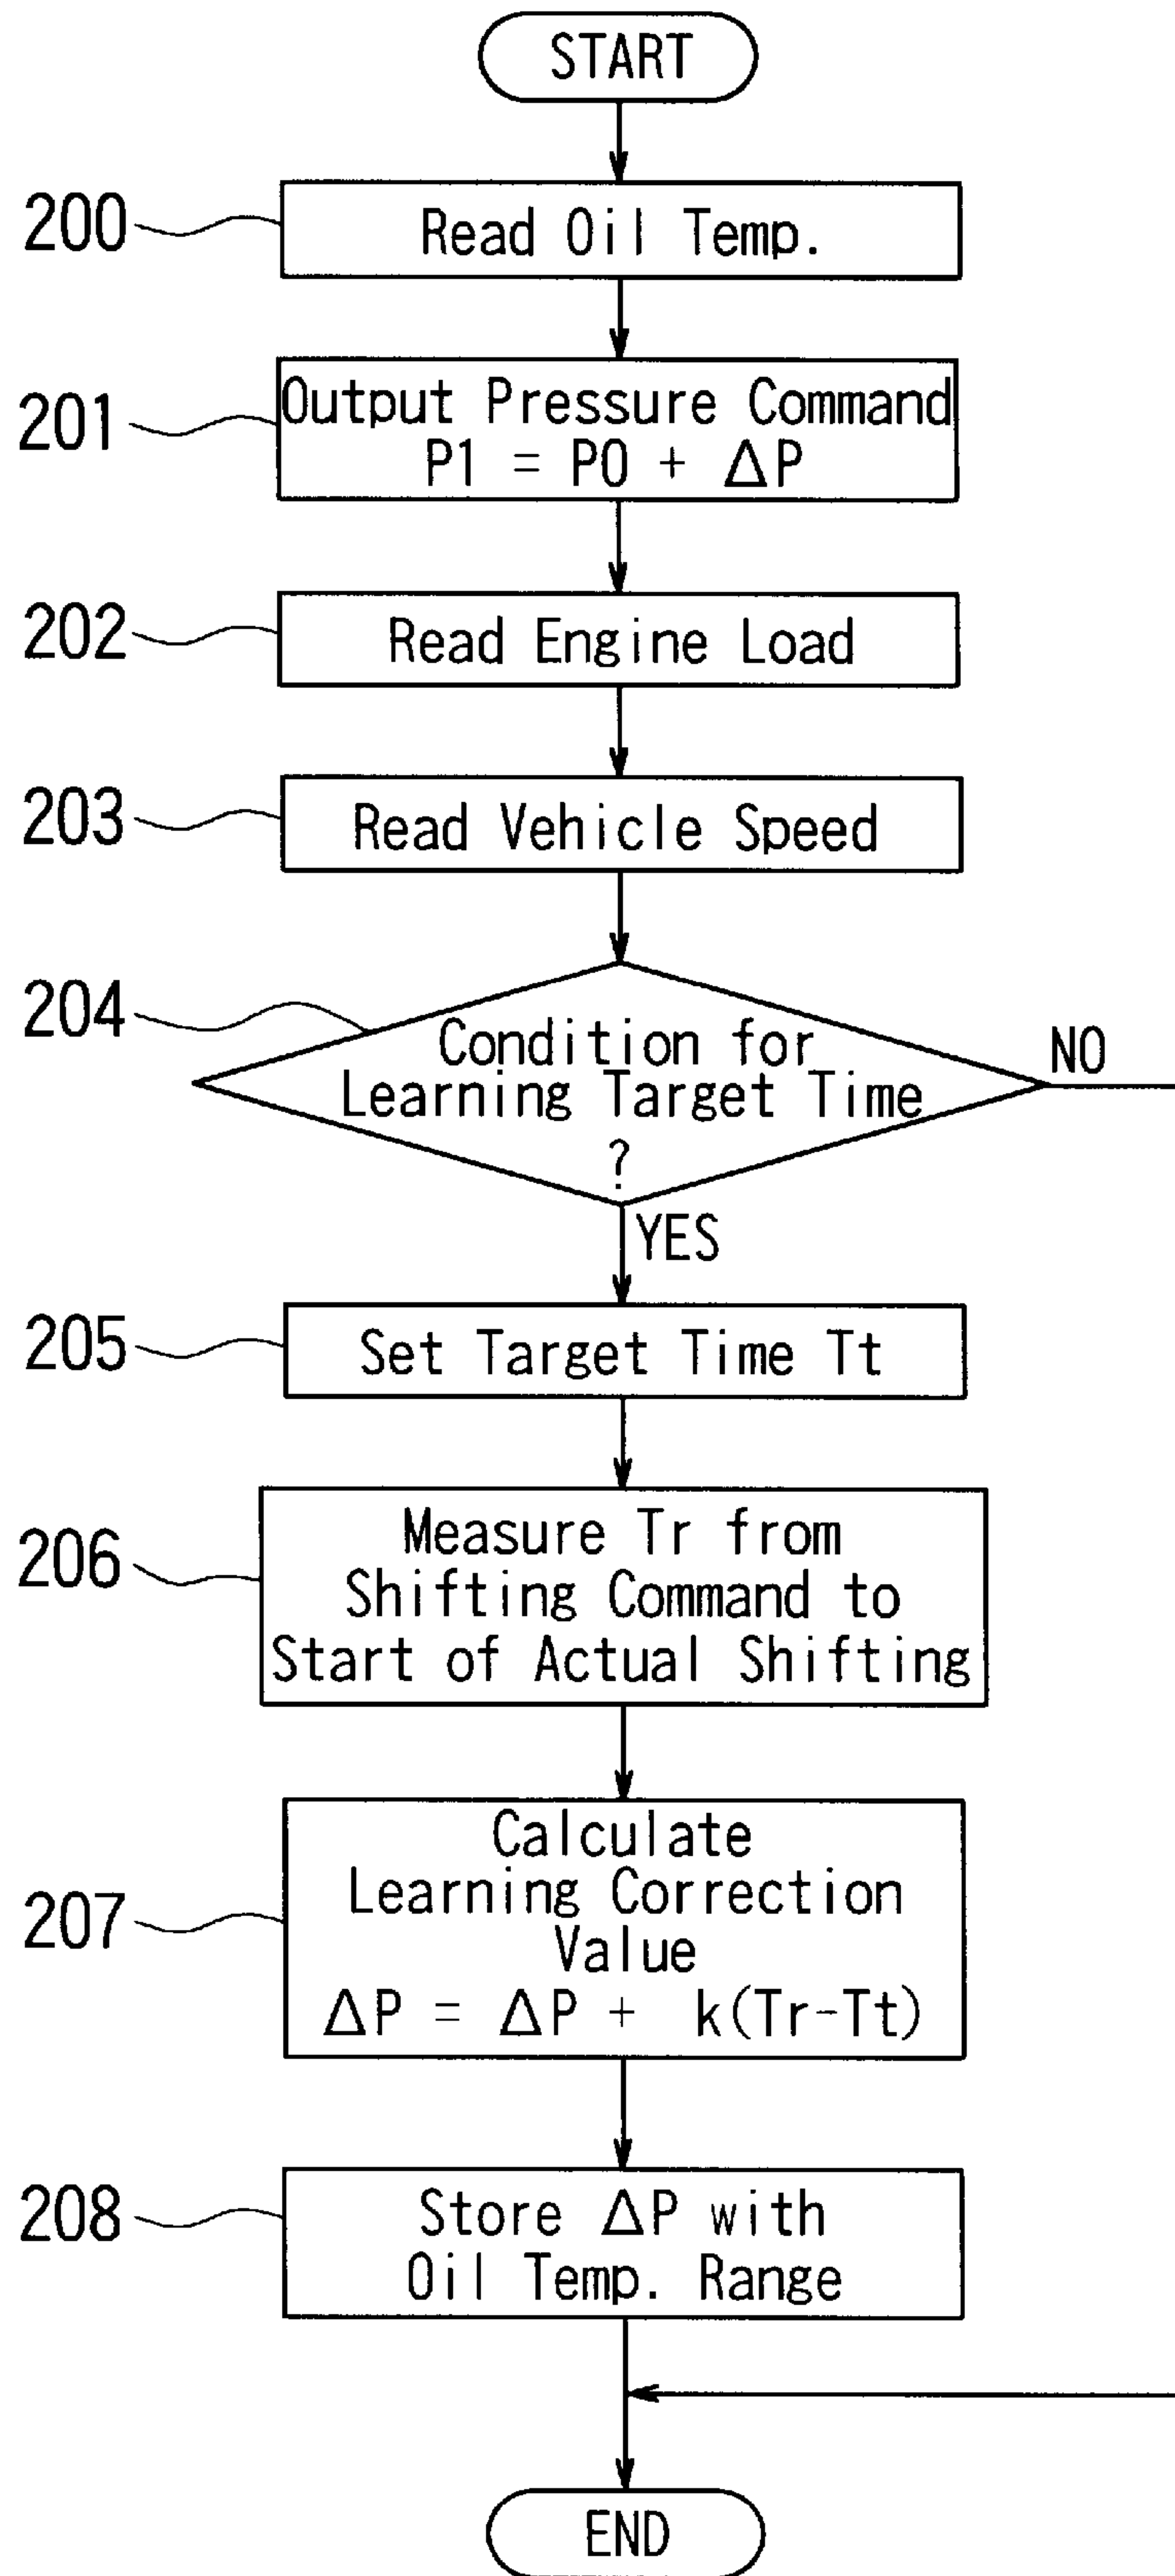 START
200
Read Oil Temp.
201
Output Pressure Command
P1 = P0 + ΔP
202
Read Engine Load
203
Read Vehicle Speed
204
Condition for
Learning Target Time
?
NO
YES
205
Set Target Time Tt
206
Measure Tr from
Shifting Command to
Start of Actual Shifting
207
Calculate
Learning Correction
Value
ΔP = ΔP + k(Tr-Tt)
208
Store ΔP with
Oil Temp. Range
END